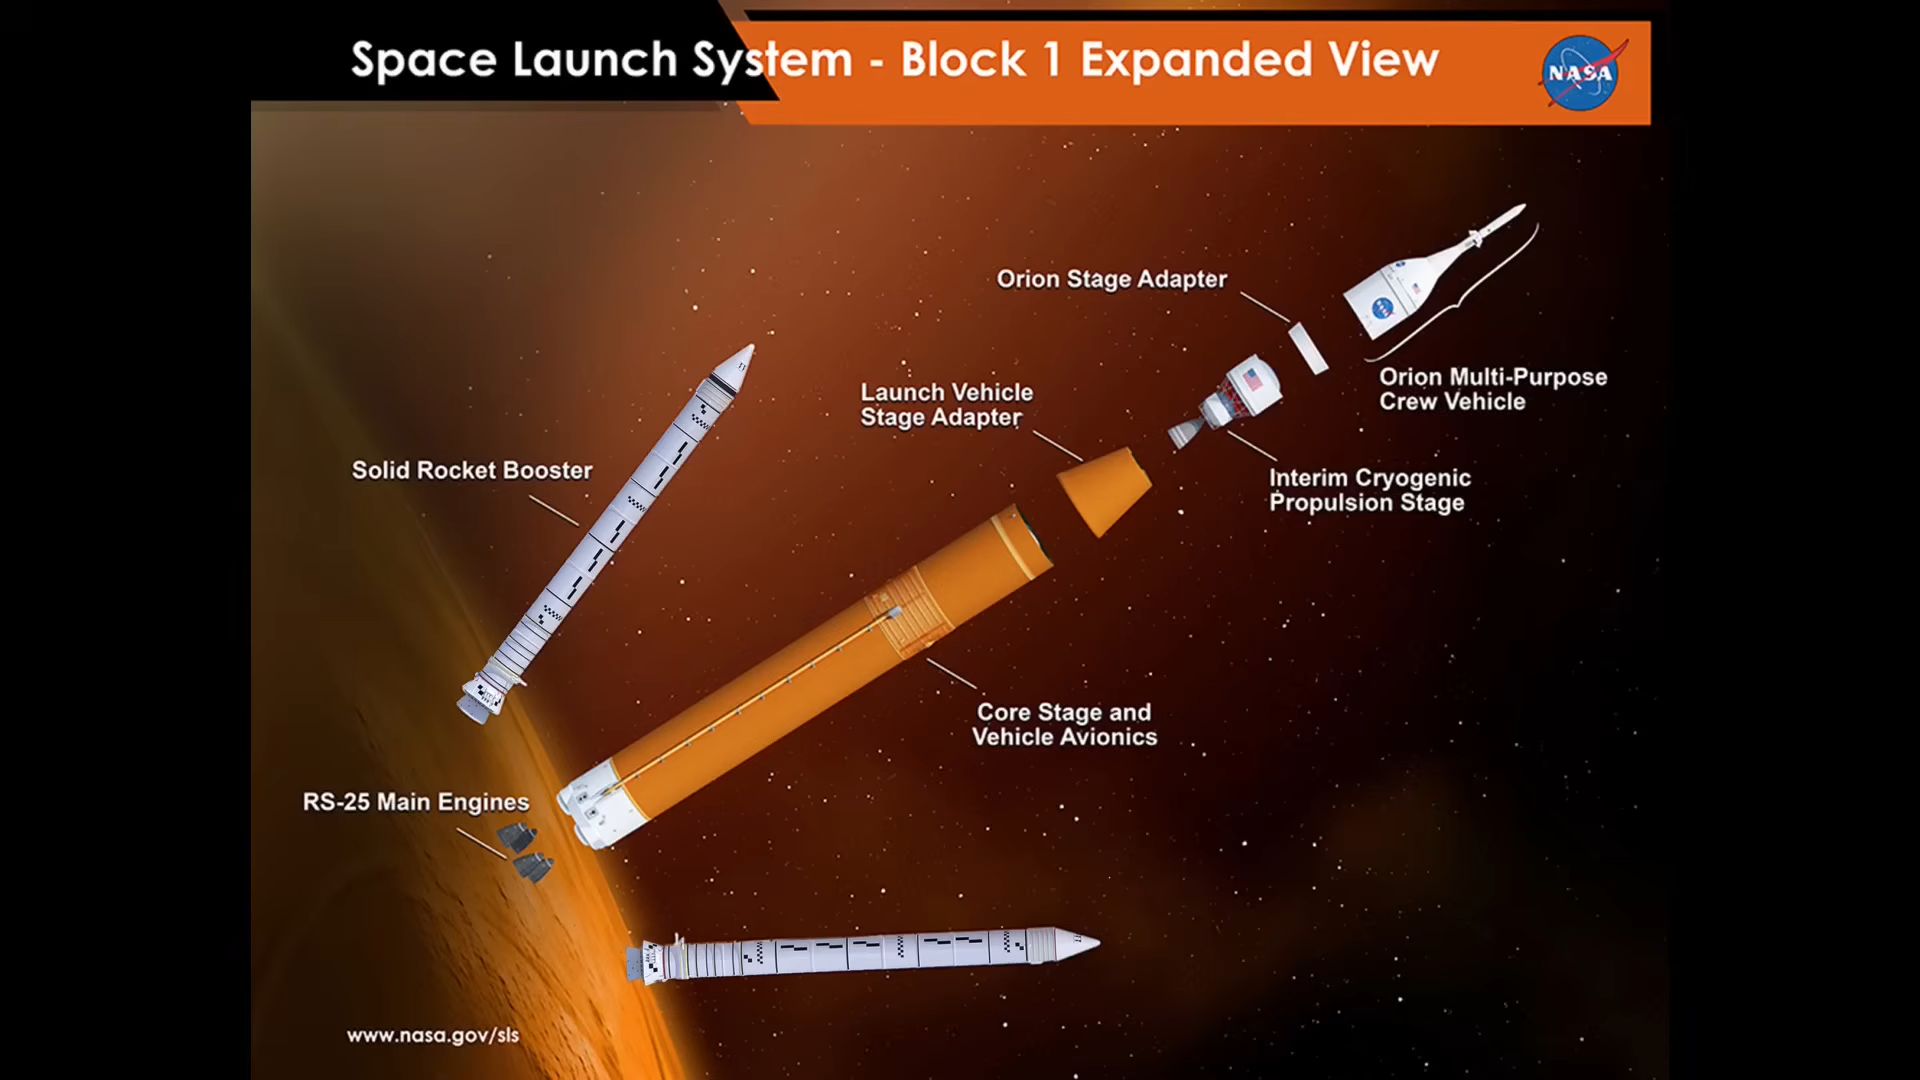 Space Launch System - Block 1 Expanded View
NASA
Orion Stage Adapter
Orion Multi-Purpose
Crew Vehicle
Launch Vehicle
Stage Adapter
Solid Rocket Booster
Interim Cryogenic
Propulsion Stage
Core Stage and
Vehicle Avionics
RS-25 Main Engines
www.nasa.gov/sls